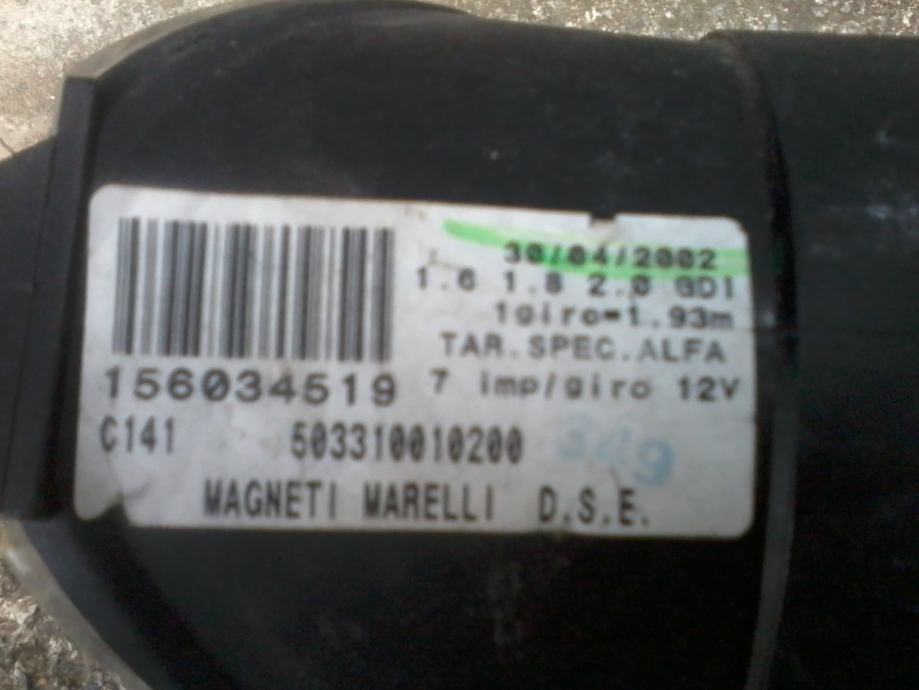 30/04/2002
1.6 1.8 2.0 GDI
1giro=1.93m
TAR.SPEC.ALFA
156034519 7 imp/giro 12V
C141 503310010200 349
MAGNETI MARELLI D.S.E.